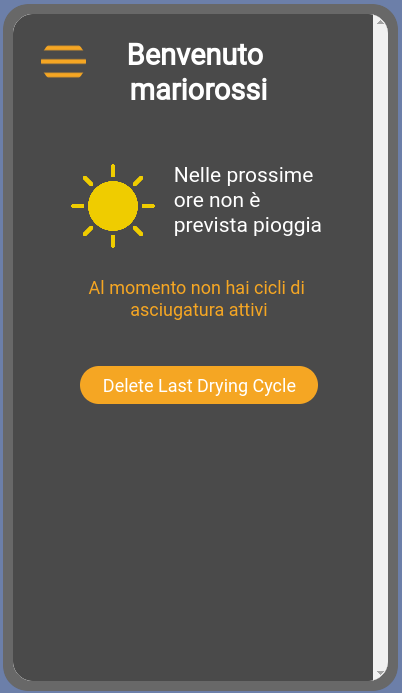 Benvenuto
mariorossi
Nelle prossime
ore non è
prevista pioggia
Al momento non hai cicli di
asciugatura attivi
Delete Last Drying Cycle